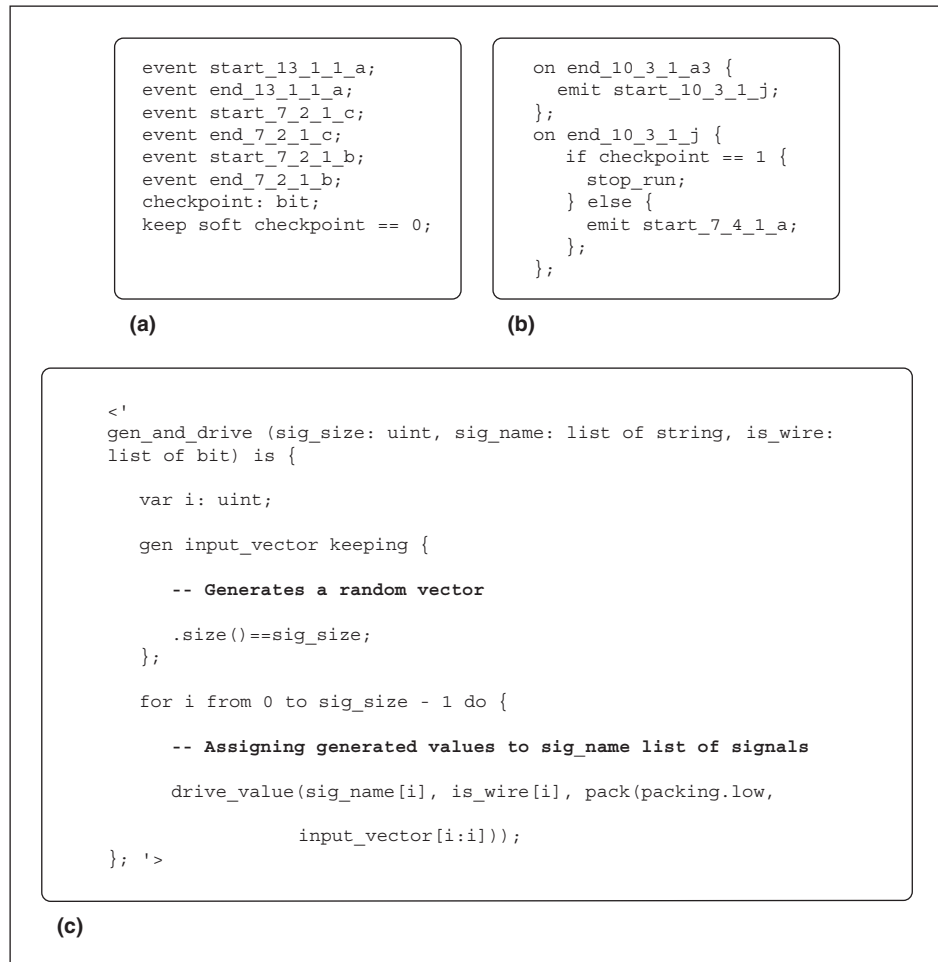 event start_13_1_1_a;
event end_13_1_1_a;
event start_7_2_1_c;
event end_7_2_1_c;
event start_7_2_1_b;
event end_7_2_1_b;
checkpoint: bit;
keep soft checkpoint == 0;
(a)
on end_10_3_1_a3 {
emit start_10_3_1_j;
};
on end_10_3_1_j {
if checkpoint == 1 {
stop_run;
} else {
emit start_7_4_1_a;
};
};
(b)
<'
gen_and_drive (sig_size: uint, sig_name: list of string, is_wire:
list of bit) is {
var i: uint;
gen input_vector keeping {
-- Generates a random vector
.size()==sig_size;
};
for i from 0 to sig_size - 1 do {
-- Assigning generated values to sig_name list of signals
drive_value(sig_name[i], is_wire[i], pack(packing.low,
input_vector[i:i]));
}; '>
(c)